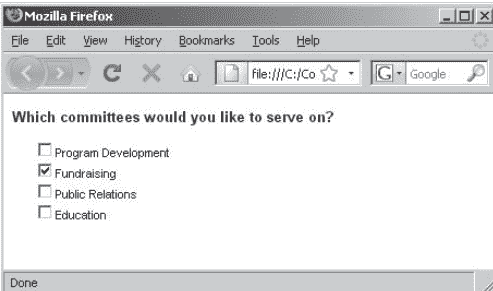 Mozilla Firefox
File Edit View History Bookmarks Tools Help
file:///C:/Co G Google
Which committees would you like to serve on?
Program Development
Fundraising
Public Relations
Education
Done